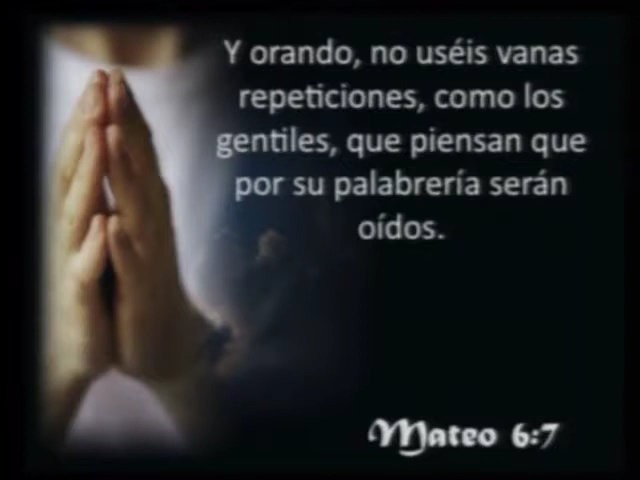 Y orando, no uséis vanas
repeticiones, como los
gentiles, que piensan que
por su palabrería serán
oídos.
Mateo 6:7